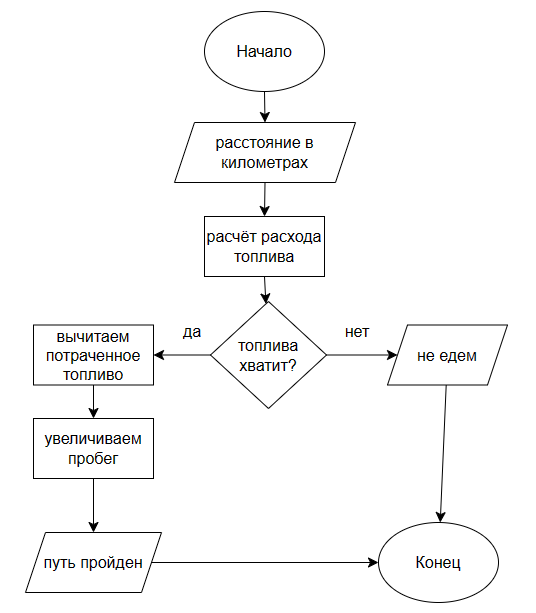 Начало
расстояние в
километрах
расчёт расхода
топлива
да
нет
топлива
хватит?
вычитаем
потраченное
топливо
не едем
увеличиваем
пробег
путь пройден
Конец